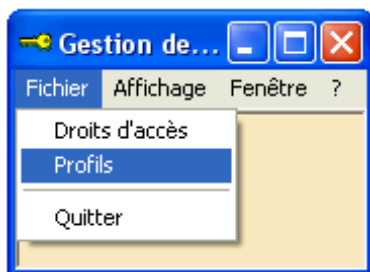 Gestion de...
Fichier Affichage Fenêtre ?
Droits d'accès
Profils
Quitter